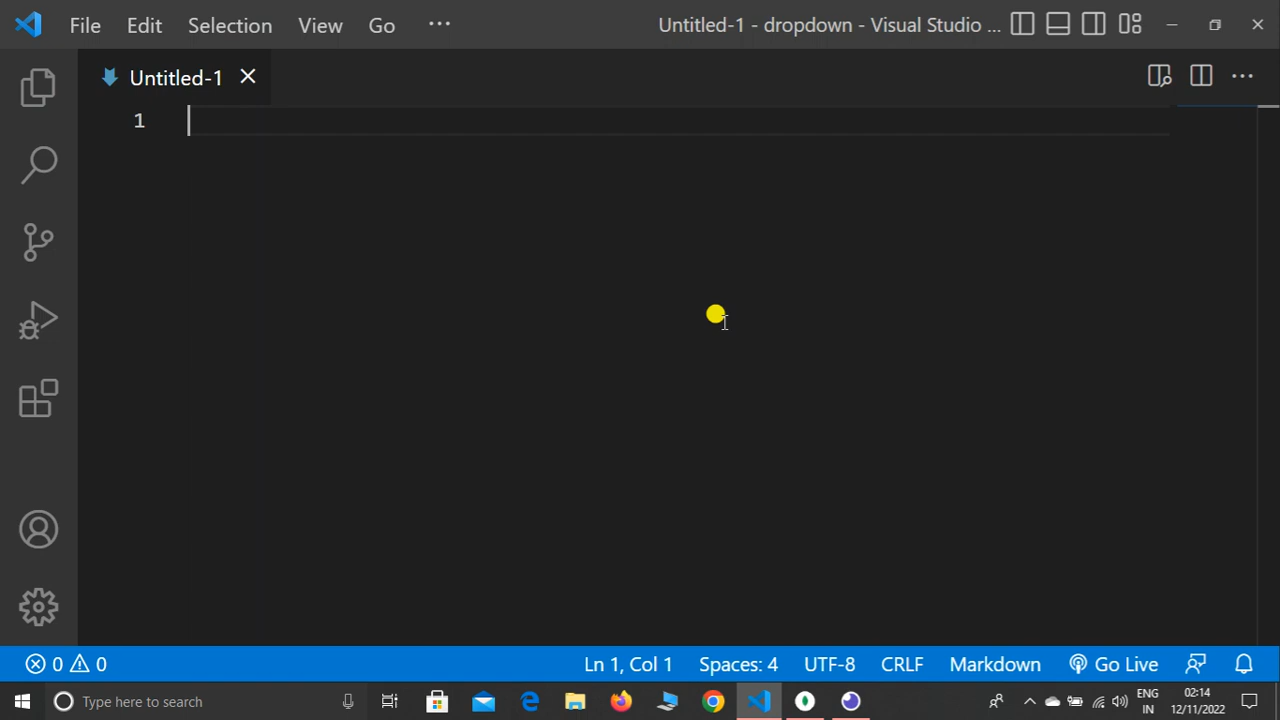 File Edit Selection View Go ··· Untitled-1 - dropdown - Visual Studio ...
Untitled-1
1
0 0 Ln 1, Col 1 Spaces: 4 UTF-8 CRLF Markdown Go Live
Type here to search ENG 02:14
IN 12/11/2022